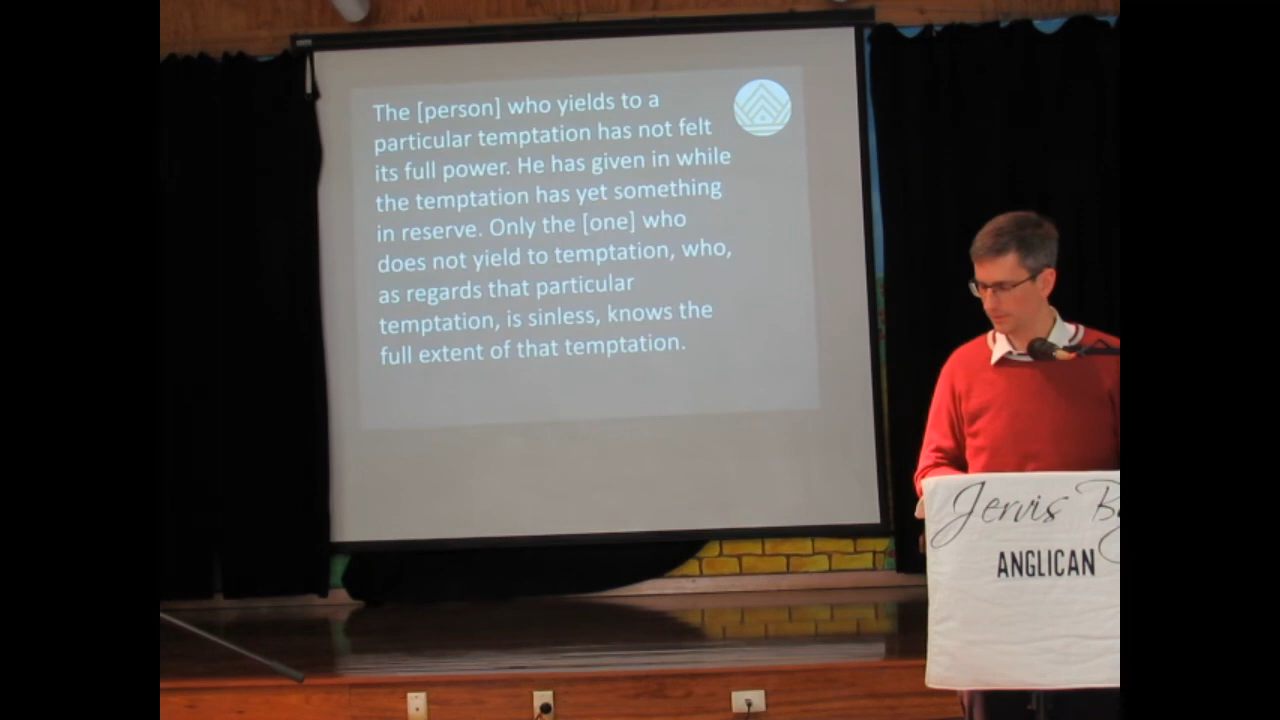 The [person] who yields to a
particular temptation has not felt
its full power. He has given in while
the temptation has yet something
in reserve. Only the [one] who
does not yield to temptation, who,
as regards that particular
temptation, is sinless, knows the
full extent of that temptation.
Jervis B
ANGLICAN